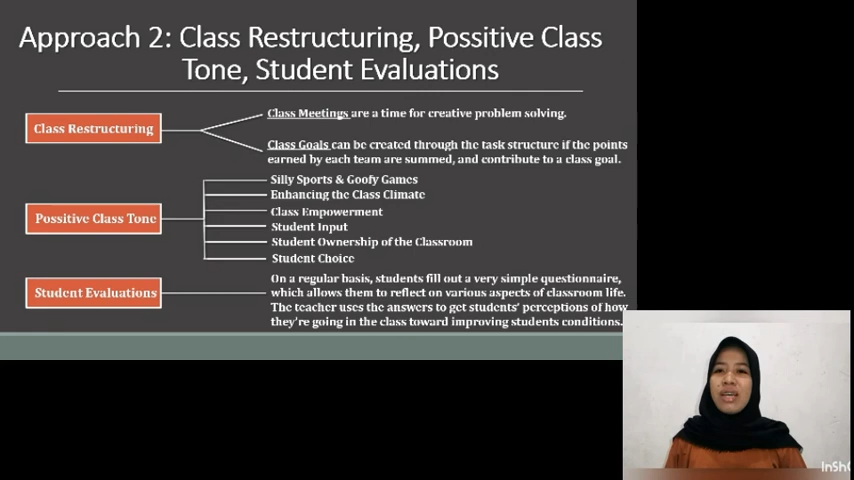 Approach 2: Class Restructuring, Possitive Class
Tone, Student Evaluations
Class Restructuring
Class Meetings are a time for creative problem solving.
Class Goals can be created through the task structure if the points
earned by each team are summed, and contribute to a class goal.
Possitive Class Tone
Silly Sports & Goofy Games
Enhancing the Class Climate
Class Empowerment
Student Input
Student Ownership of the Classroom
Student Choice
Student Evaluations
On a regular basis, students fill out a very simple questionnaire,
which allows them to reflect on various aspects of classroom life.
The teacher uses the answers to get students' perceptions of how
they're going in the class toward improving students conditions.